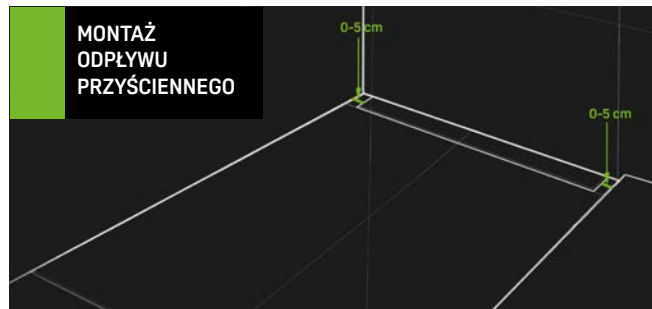 MONTAŻ
ODPŁYWU
PRZYŚCIENNEGO
0-5 cm
0-5 cm